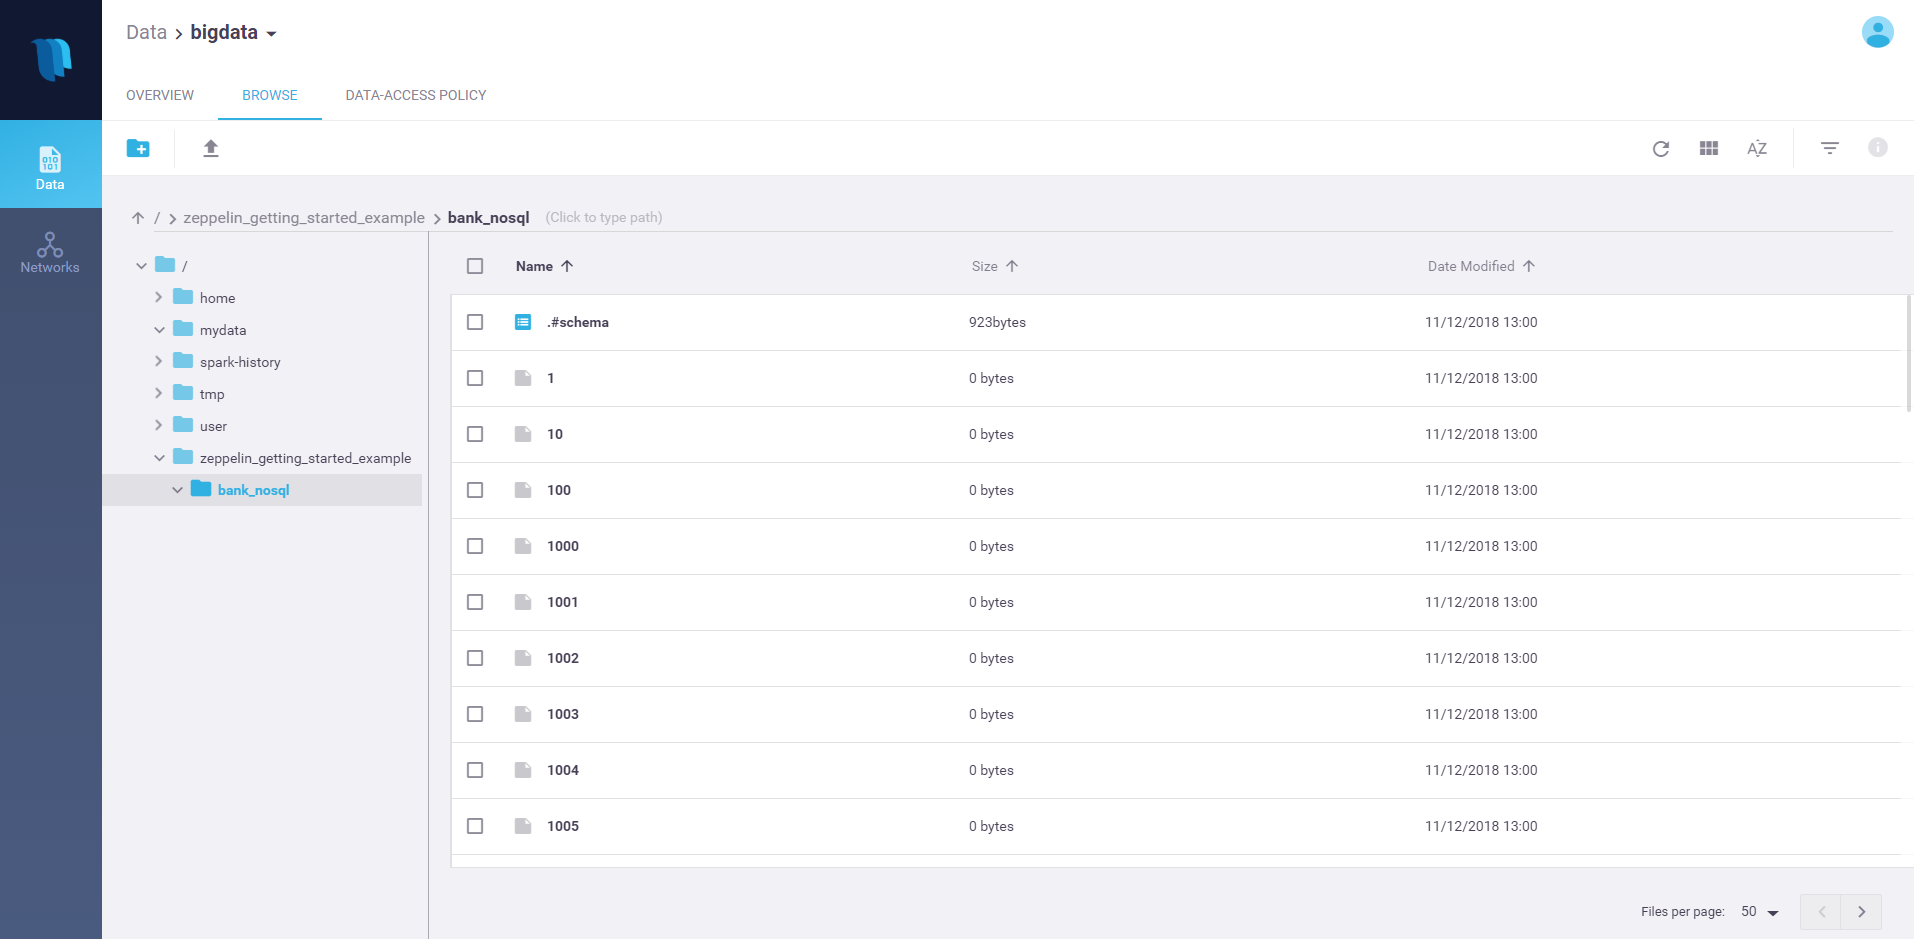 Data > bigdata
OVERVIEW BROWSE DATA-ACCESS POLICY
010
101
Data
Networks
AZ
/ > zeppelin_getting_started_example > bank_nosql (Click to type path)
/
home
mydata
spark-history
tmp
user
zeppelin_getting_started_example
bank_nosql
Name Size Date Modified
.#schema 923bytes 11/12/2018 13:00
1 0 bytes 11/12/2018 13:00
10 0 bytes 11/12/2018 13:00
100 0 bytes 11/12/2018 13:00
1000 0 bytes 11/12/2018 13:00
1001 0 bytes 11/12/2018 13:00
1002 0 bytes 11/12/2018 13:00
1003 0 bytes 11/12/2018 13:00
1004 0 bytes 11/12/2018 13:00
1005 0 bytes 11/12/2018 13:00
Files per page: 50